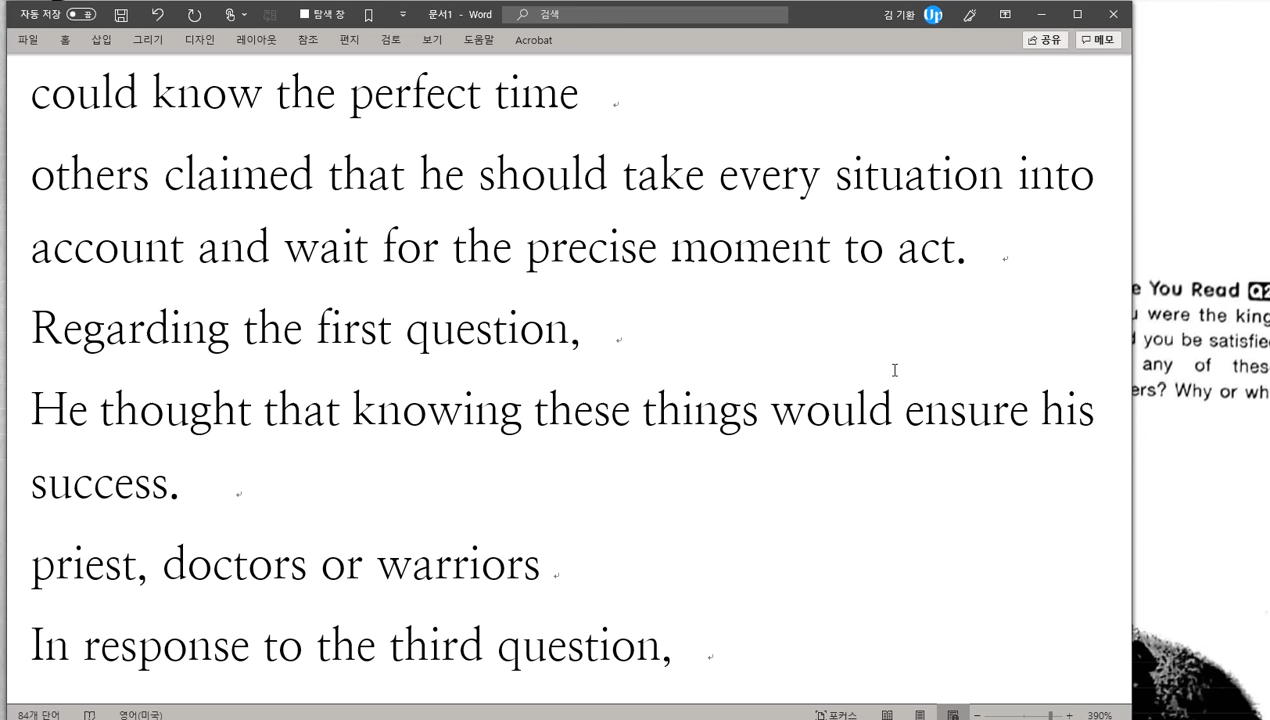 자동 저장 끔 탐색 창 문서1 - Word 검색 김 기환 Up
파일 홈 삽입 그리기 디자인 레이아웃 참조 편지 검토 보기 도움말 Acrobat 공유 메모
could know the perfect time
others claimed that he should take every situation into
account and wait for the precise moment to act.
Regarding the first question,
He thought that knowing these things would ensure his
success.
priest, doctors or warriors
In response to the third question,
84개 단어 영어(미국) 포커스 390%
e You Read Q2
were the king
you be satisfie
any of thes
ers? Why or wh